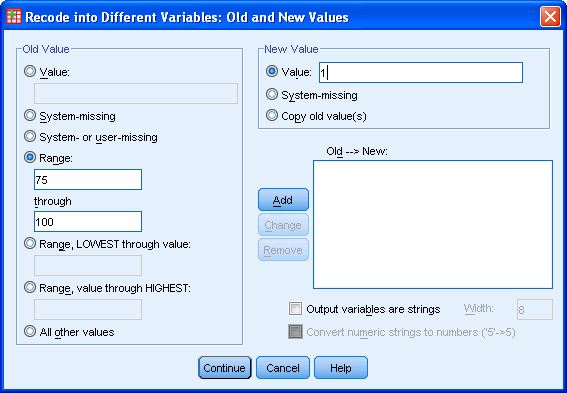 Recode into Different Variables: Old and New Values
Old Value
Value:
System-missing
System- or user-missing
Range:
75
through
100
Range, LOWEST through value:
Range, value through HIGHEST:
All other values
New Value
Value: 1
System-missing
Copy old value(s)
Old --> New:
Add
Change
Remove
Output variables are strings Width: 8
Convert numeric strings to numbers ('5'->5)
Continue Cancel Help